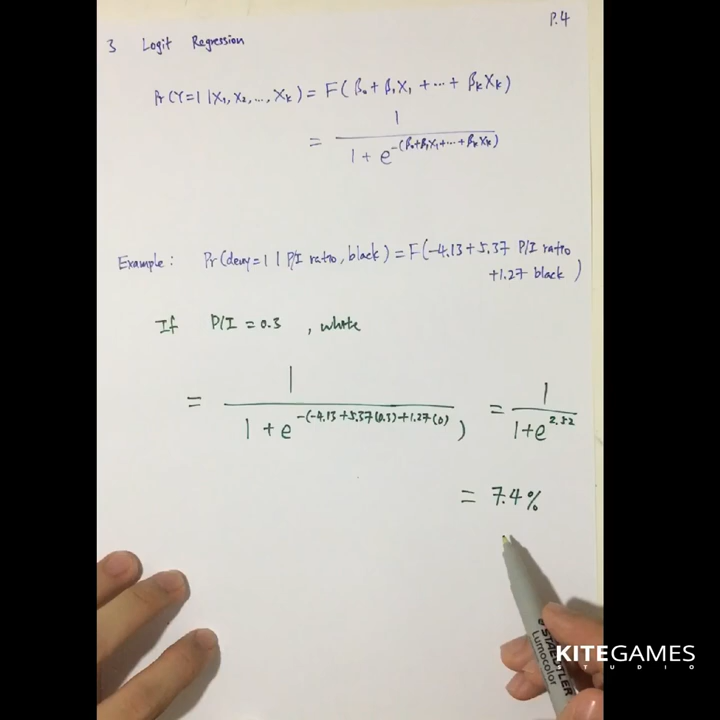 P.4
3 Logit Regression
Pr(Y=1 | X₁, X₂, ..., Xₖ) = F(β₀ + β₁X₁ + ... + βₖXₖ)
= 1 / (1 + e^-(β₀+β₁X₁+...+βₖXₖ))
Example: Pr(deny=1 | P/I ratio, black) = F(-4.13+5.37 P/I ratio
+1.27 black)
If P/I = 0.3, white
= 1 / (1 + e^-(-4.13+5.37(0.3)+1.27(0))) = 1 / (1+e^2.52)
= 7.4%
STAEDTLER
Lumocolor
KITEGAMES
STUDIO